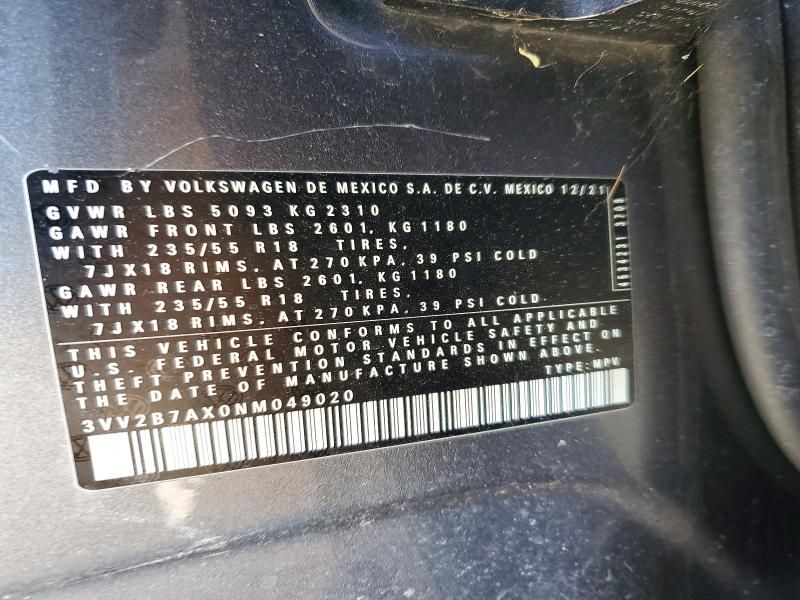 MFD BY VOLKSWAGEN DE MEXICO S.A. DE C.V. MEXICO 12/21
GVWR LBS 5093 KG 2310
GAWR FRONT LBS 2601, KG 1180
WITH 235/55 R18 TIRES,
7JX18 RIMS, AT 270 KPA, 39 PSI COLD
GAWR REAR LBS 2601, KG 1180
WITH 235/55 R18 TIRES,
7JX18 RIMS, AT 270 KPA, 39 PSI COLD.
THIS VEHICLE CONFORMS TO ALL APPLICABLE
U.S. FEDERAL MOTOR VEHICLE SAFETY AND
THEFT PREVENTION STANDARDS IN EFFECT ON
THE DATE OF MANUFACTURE SHOWN ABOVE.
TYPE: MPV
3VV2B7AX0NM049020